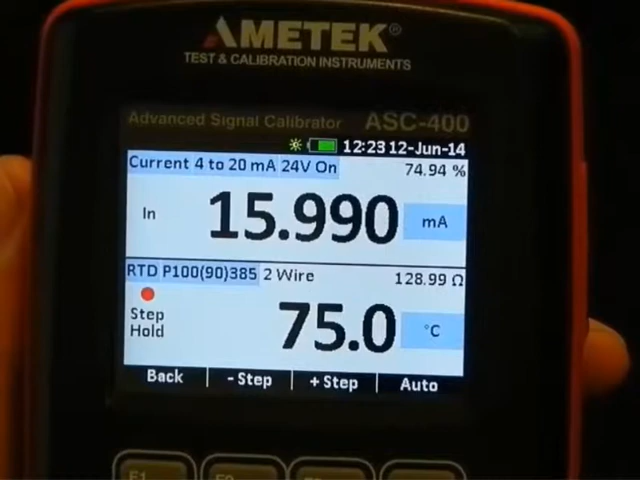 AMETEK®
TEST & CALIBRATION INSTRUMENTS
Advanced Signal Calibrator ASC-400
12:23 12-Jun-14
Current 4 to 20 mA 24V On 74.94 %
In 15.990 mA
RTD P100(90)385 2 Wire 128.99 Ω
Step
Hold
75.0 °C
Back - Step + Step Auto
F1